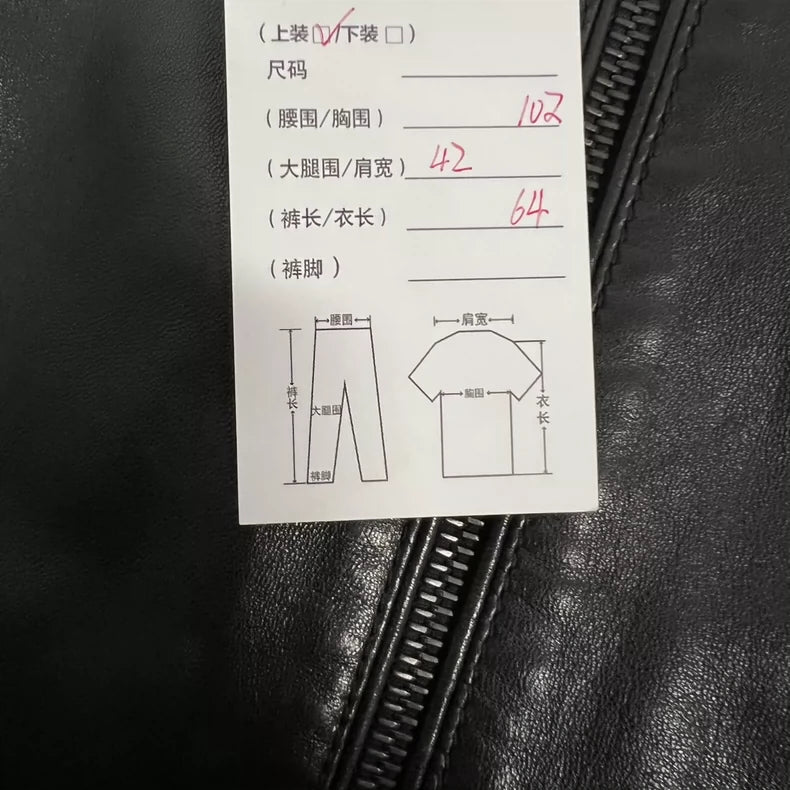 (上装☑/下装□)
尺码
(腰围/胸围) 102
(大腿围/肩宽) 42
(裤长/衣长) 64
(裤脚)
腰围
肩宽
裤长
大腿围
胸围
衣长
裤脚